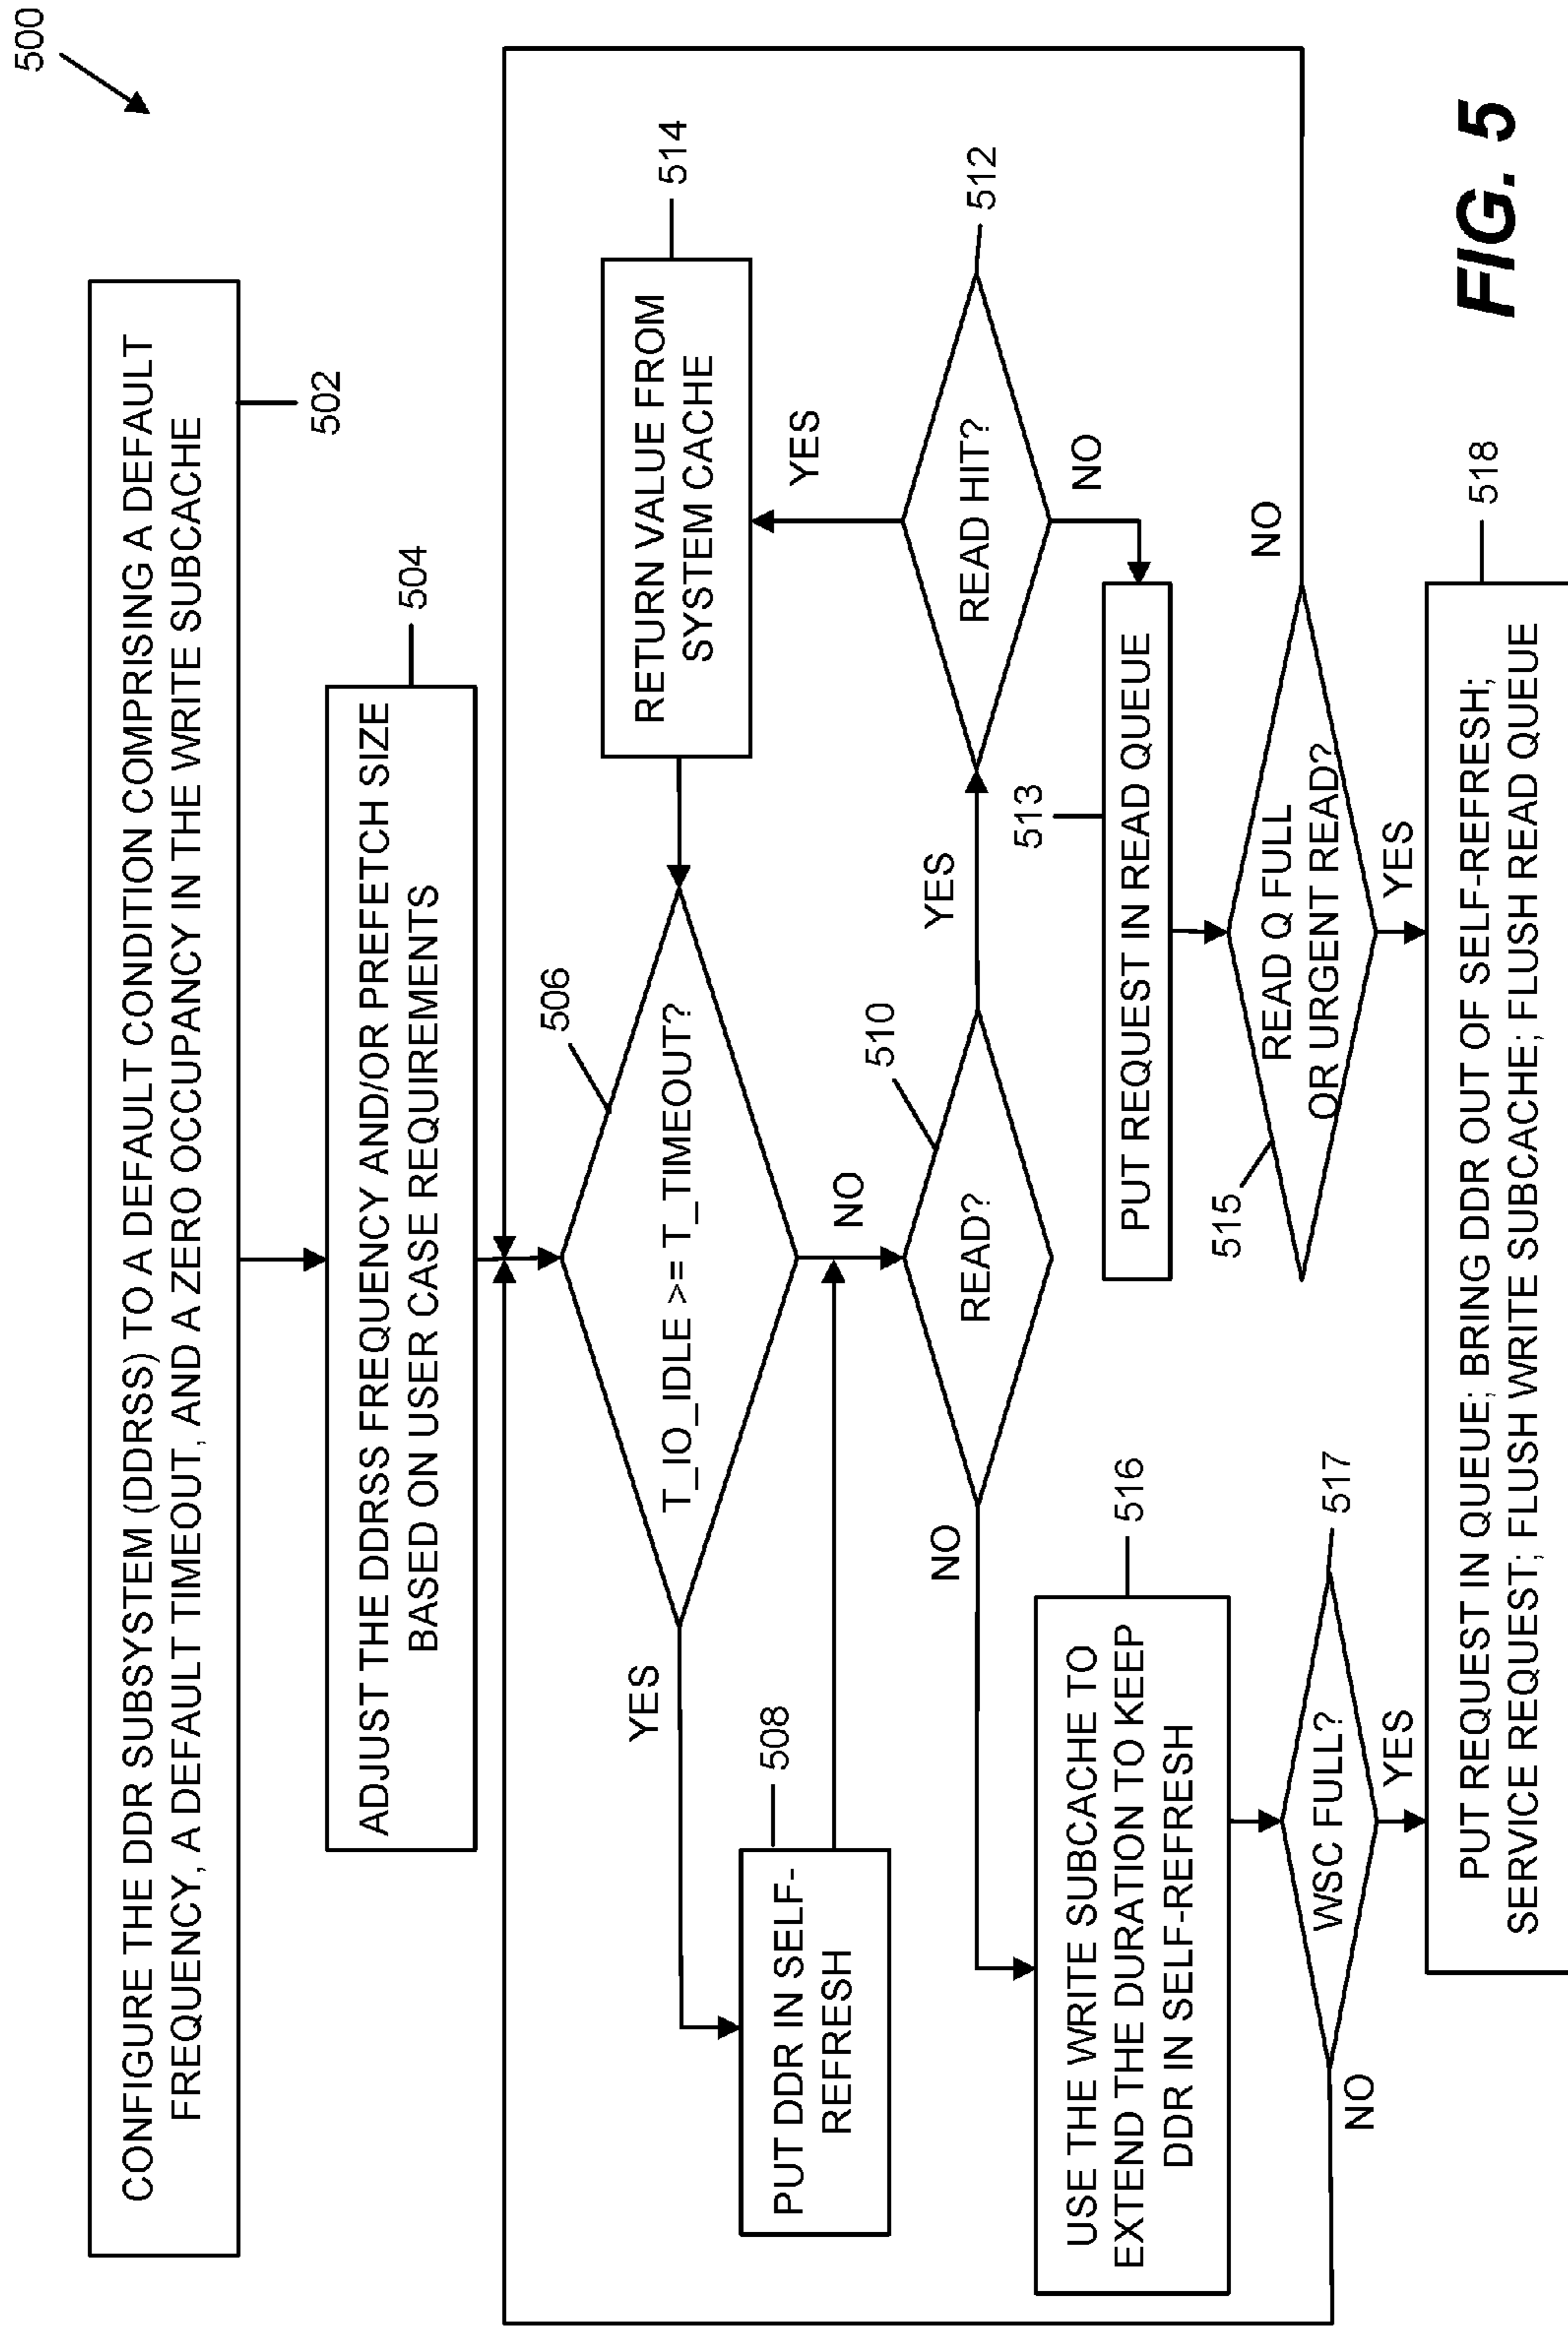 500
CONFIGURE THE DDR SUBSYSTEM (DDRSS) TO A DEFAULT CONDITION COMPRISING A DEFAULT
FREQUENCY, A DEFAULT TIMEOUT, AND A ZERO OCCUPANCY IN THE WRITE SUBCACHE
502
ADJUST THE DDRSS FREQUENCY AND/OR PREFETCH SIZE
BASED ON USER CASE REQUIREMENTS
504
T_IO_IDLE >= T_TIMEOUT?
506
YES
NO
PUT DDR IN SELF-
REFRESH
508
RETURN VALUE FROM
SYSTEM CACHE
514
READ?
510
NO
YES
READ HIT?
512
YES
NO
PUT REQUEST IN READ QUEUE
513
USE THE WRITE SUBCACHE TO
EXTEND THE DURATION TO KEEP
DDR IN SELF-REFRESH
516
READ Q FULL
OR URGENT READ?
515
NO
YES
WSC FULL?
517
NO
YES
PUT REQUEST IN QUEUE; BRING DDR OUT OF SELF-REFRESH;
SERVICE REQUEST; FLUSH WRITE SUBCACHE; FLUSH READ QUEUE
518
FIG. 5